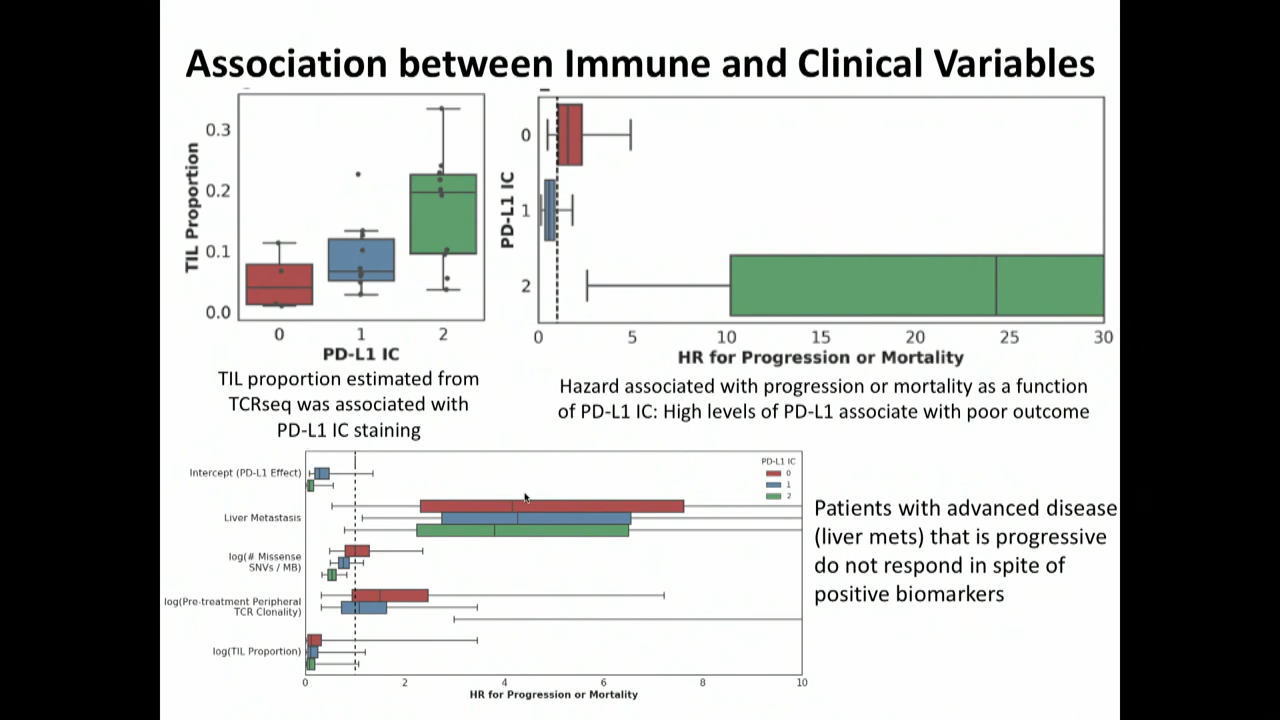 Association between Immune and Clinical Variables
TIL Proportion
0.3
0.2
0.1
0.0
0
1
2
PD-L1 IC
PD-L1 IC
0
1
2
0
5
10
15
20
25
30
HR for Progression or Mortality
TIL proportion estimated from
TCRseq was associated with
PD-L1 IC staining
Hazard associated with progression or mortality as a function
of PD-L1 IC: High levels of PD-L1 associate with poor outcome
Intercept (PD-L1 Effect)
Liver Metastasis
log(# Missense
SNVs / MB)
log(Pre-treatment Peripheral
TCR Clonality)
log(TIL Proportion)
PD-L1 IC
0
1
2
0
2
4
6
8
10
HR for Progression or Mortality
Patients with advanced disease
(liver mets) that is progressive
do not respond in spite of
positive biomarkers